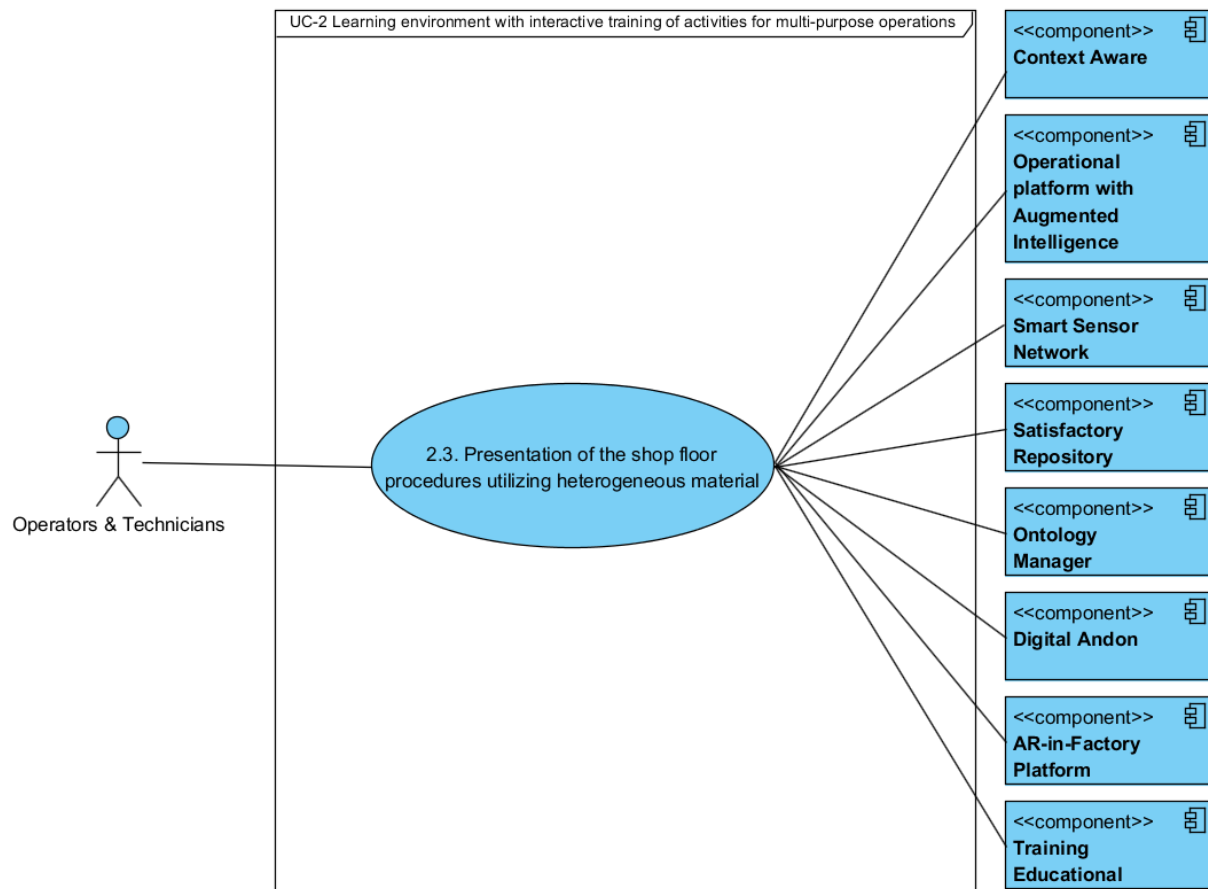 UC-2 Learning environment with interactive training of activities for multi-purpose operations
<<component>>
Context Aware
<<component>>
Operational
platform with
Augmented
Intelligence
<<component>>
Smart Sensor
Network
<<component>>
Satisfactory
Repository
<<component>>
Ontology
Manager
<<component>>
Digital Andon
<<component>>
AR-in-Factory
Platform
<<component>>
Training
Educational
2.3. Presentation of the shop floor
procedures utilizing heterogeneous material
Operators & Technicians